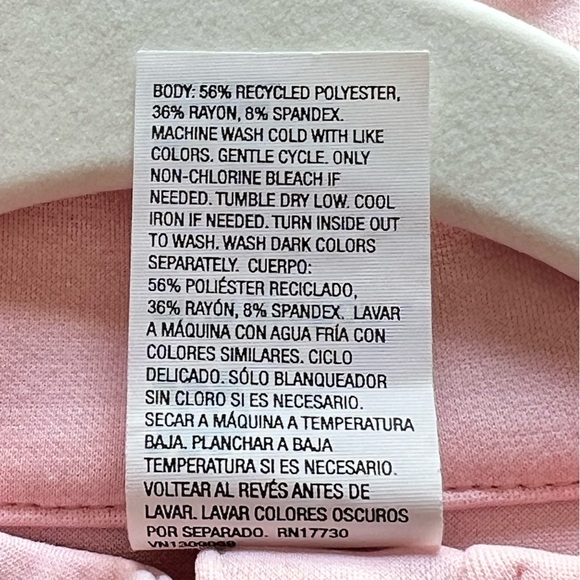 BODY: 56% RECYCLED POLYESTER,
36% RAYON, 8% SPANDEX.
MACHINE WASH COLD WITH LIKE
COLORS. GENTLE CYCLE. ONLY
NON-CHLORINE BLEACH IF
NEEDED. TUMBLE DRY LOW. COOL
IRON IF NEEDED. TURN INSIDE OUT
TO WASH. WASH DARK COLORS
SEPARATELY. CUERPO:
56% POLIÉSTER RECICLADO,
36% RAYÓN, 8% SPANDEX. LAVAR
A MÁQUINA CON AGUA FRÍA CON
COLORES SIMILARES. CICLO
DELICADO. SÓLO BLANQUEADOR
SIN CLORO SI ES NECESARIO.
SECAR A MÁQUINA A TEMPERATURA
BAJA. PLANCHAR A BAJA
TEMPERATURA SI ES NECESARIO.
VOLTEAR AL REVÉS ANTES DE
LAVAR. LAVAR COLORES OSCUROS
POR SEPARADO. RN17730